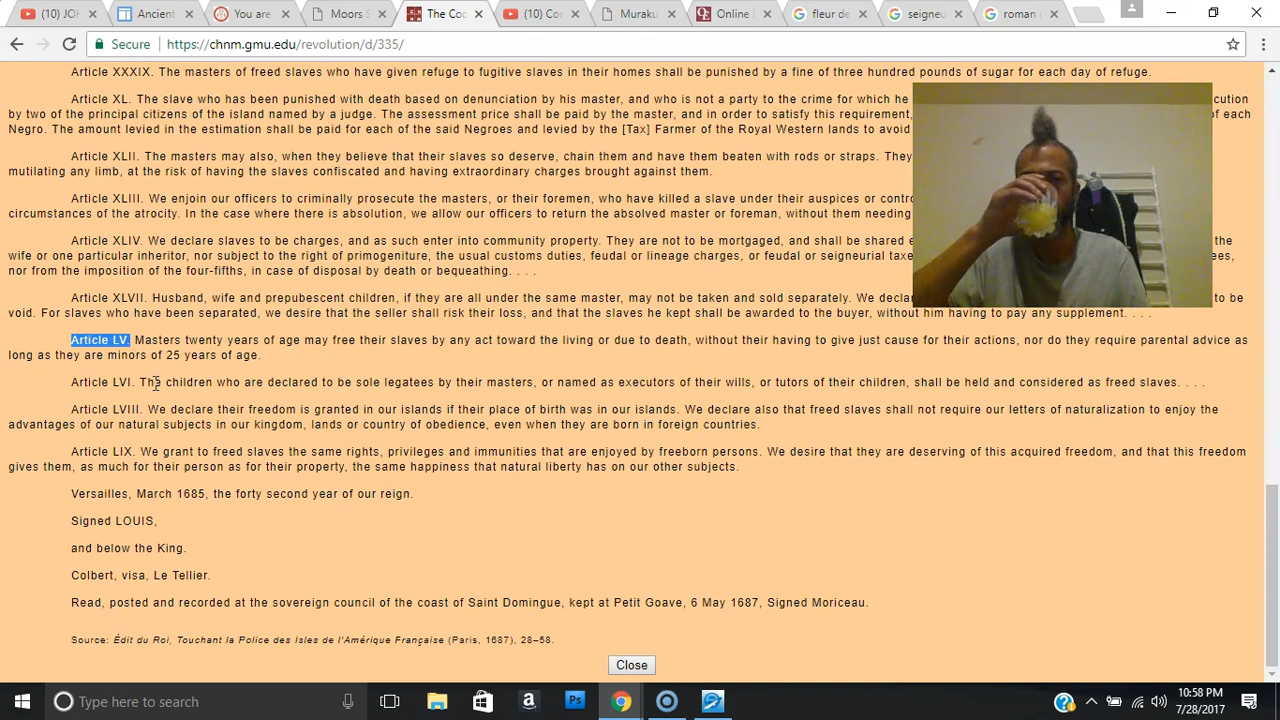 JOH
Ancient
You are
Moors S
The Coc
Cor
Muraku
Online
fleur de
seigneu
roman r
Secure
https://chnm.gmu.edu/revolution/d/335/
Article XXXIX. The masters of freed slaves who have given refuge to fugitive slaves in their homes shall be punished by a fine of three hundred pounds of sugar for each day of refuge.
Article XL. The slave who has been punished with death based on denunciation by his master, and who is not a party to the crime for which he cution
by two of the principal citizens of the island named by a judge. The assessment price shall be paid by the master, and in order to satisfy this requirement, of each
Negro. The amount levied in the estimation shall be paid for each of the said Negroes and levied by the [Tax] Farmer of the Royal Western lands to avoid
Article XLII. The masters may also, when they believe that their slaves so deserve, chain them and have them beaten with rods or straps. They
mutilating any limb, at the risk of having the slaves confiscated and having extraordinary charges brought against them.
Article XLIII. We enjoin our officers to criminally prosecute the masters, or their foremen, who have killed a slave under their auspices or contro
circumstances of the atrocity. In the case where there is absolution, we allow our officers to return the absolved master or foreman, without them needing
Article XLIV. We declare slaves to be charges, and as such enter into community property. They are not to be mortgaged, and shall be shared e the
wife or one particular inheritor, nor subject to the right of primogeniture, the usual customs duties, feudal or lineage charges, or feudal or seigneurial taxe ees,
nor from the imposition of the four-fifths, in case of disposal by death or bequeathing. . . .
Article XLVII. Husband, wife and prepubescent children, if they are all under the same master, may not be taken and sold separately. We declar to be
void. For slaves who have been separated, we desire that the seller shall risk their loss, and that the slaves he kept shall be awarded to the buyer, without him having to pay any supplement. . . .
Article LV. Masters twenty years of age may free their slaves by any act toward the living or due to death, without their having to give just cause for their actions, nor do they require parental advice as
long as they are minors of 25 years of age.
Article LVI. The children who are declared to be sole legatees by their masters, or named as executors of their wills, or tutors of their children, shall be held and considered as freed slaves. . . .
Article LVIII. We declare their freedom is granted in our islands if their place of birth was in our islands. We declare also that freed slaves shall not require our letters of naturalization to enjoy the
advantages of our natural subjects in our kingdom, lands or country of obedience, even when they are born in foreign countries.
Article LIX. We grant to freed slaves the same rights, privileges and immunities that are enjoyed by freeborn persons. We desire that they are deserving of this acquired freedom, and that this freedom
gives them, as much for their person as for their property, the same happiness that natural liberty has on our other subjects.
Versailles, March 1685, the forty second year of our reign.
Signed LOUIS,
and below the King.
Colbert, visa, Le Tellier.
Read, posted and recorded at the sovereign council of the coast of Saint Domingue, kept at Petit Goave, 6 May 1687, Signed Moriceau.
Source: Édit du Roi, Touchant la Police des Isles de l'Amérique Française (Paris, 1687), 28–58.
Close
Type here to search
10:58 PM
7/28/2017